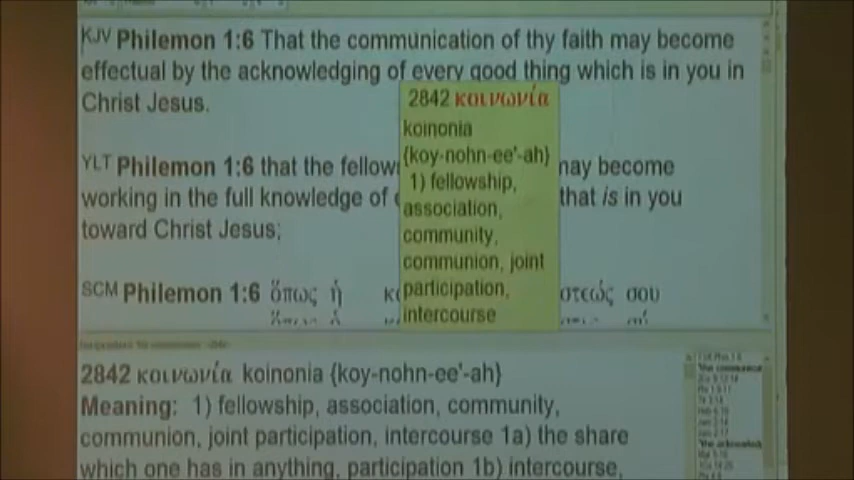 KJV Philemon 1:6 That the communication of thy faith may become
effectual by the acknowledging of every good thing which is in you in
Christ Jesus.
2842 κοινωνία
koinonia
{koy-nohn-ee'-ah}
1) fellowship,
association,
community,
communion, joint
participation,
intercourse
YLT Philemon 1:6 that the fellow may become
working in the full knowledge of that is in you
toward Christ Jesus;
SCM Philemon 1:6 ὅπως ἡ κο στεώς σου
2842 κοινωνία koinonia {koy-nohn-ee'-ah}
Meaning: 1) fellowship, association, community,
communion, joint participation, intercourse 1a) the share
which one has in anything, participation 1b) intercourse,